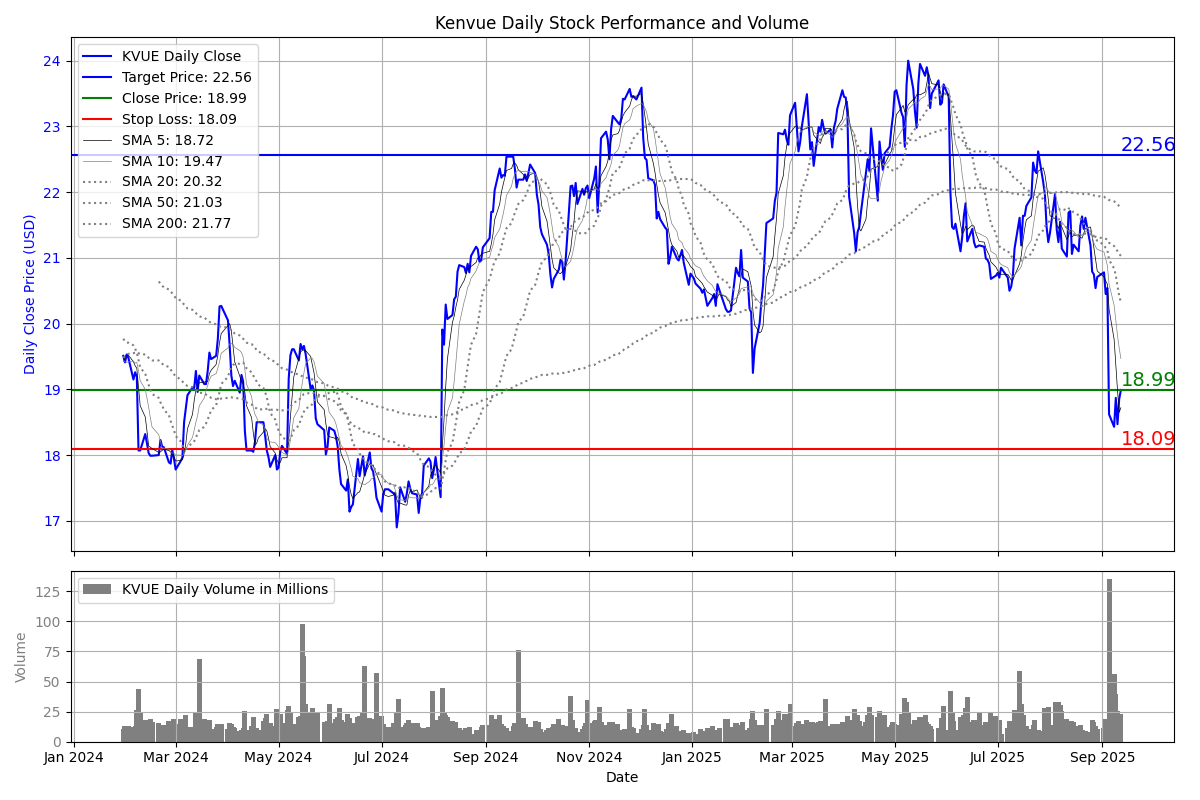 Kenvue Daily Stock Performance and Volume
KVUE Daily Close
Target Price: 22.56
Close Price: 18.99
Stop Loss: 18.09
SMA 5: 18.72
SMA 10: 19.47
SMA 20: 20.32
SMA 50: 21.03
SMA 200: 21.77
Daily Close Price (USD)
24
23
22
21
20
19
18
17
22.56
18.99
18.09
KVUE Daily Volume in Millions
Volume
125
100
75
50
25
0
Jan 2024 Mar 2024 May 2024 Jul 2024 Sep 2024 Nov 2024 Jan 2025 Mar 2025 May 2025 Jul 2025 Sep 2025
Date